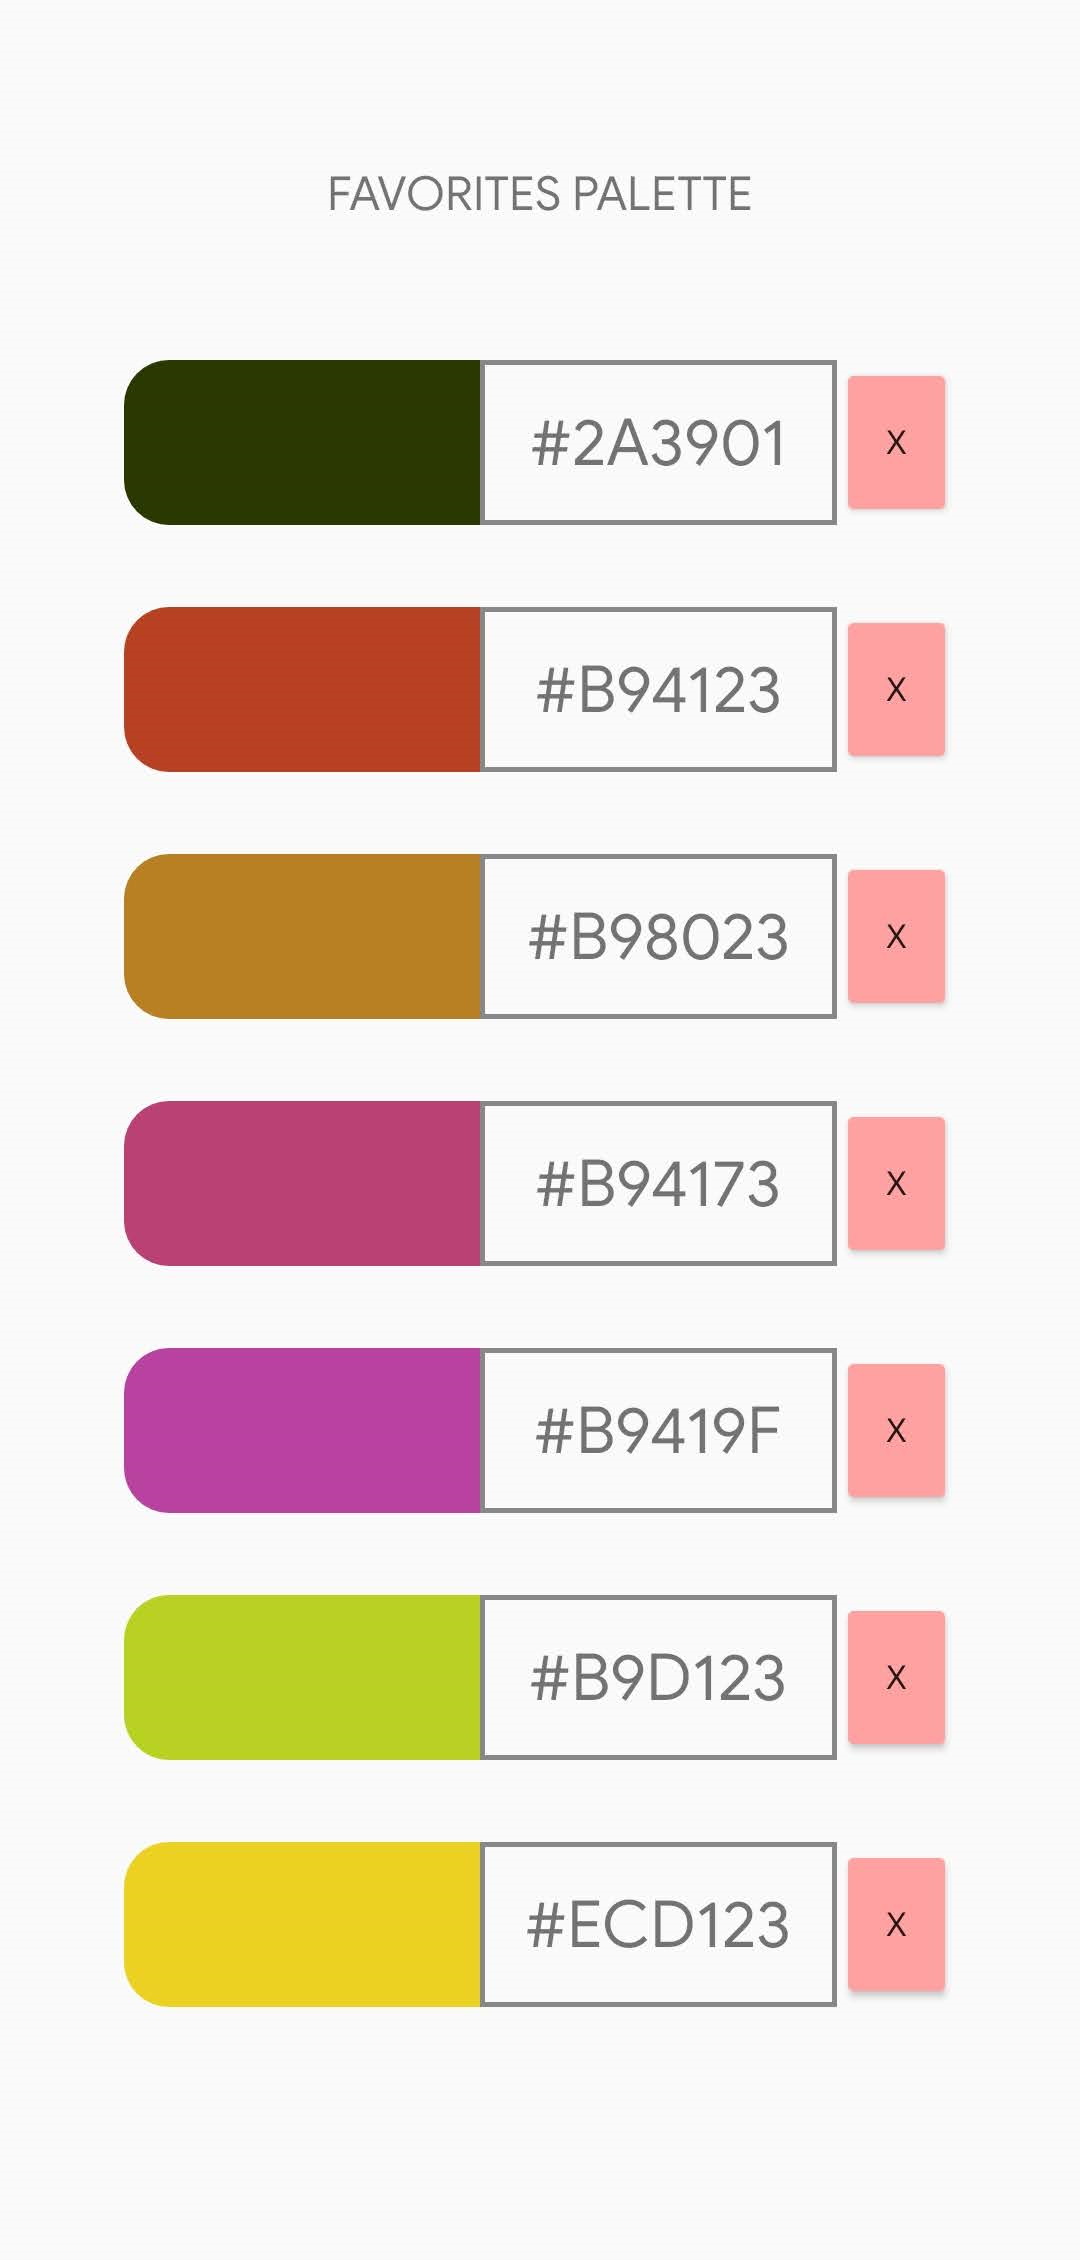 FAVORITES PALETTE
#2A3901 X
#B94123 X
#B98023 X
#B94173 X
#B9419F X
#B9D123 X
#ECD123 X